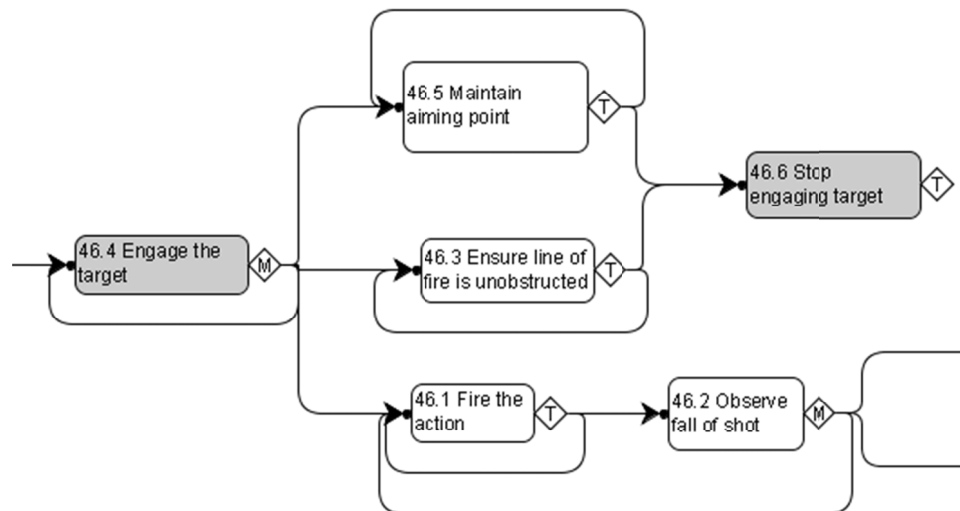 46.5 Maintain
aiming point
T
46.6 Stop
engaging target
T
46.4 Engage the
target
M
46.3 Ensure line of
fire is unobstructed
T
46.1 Fire the
action
T
46.2 Observe
fall of shot
M